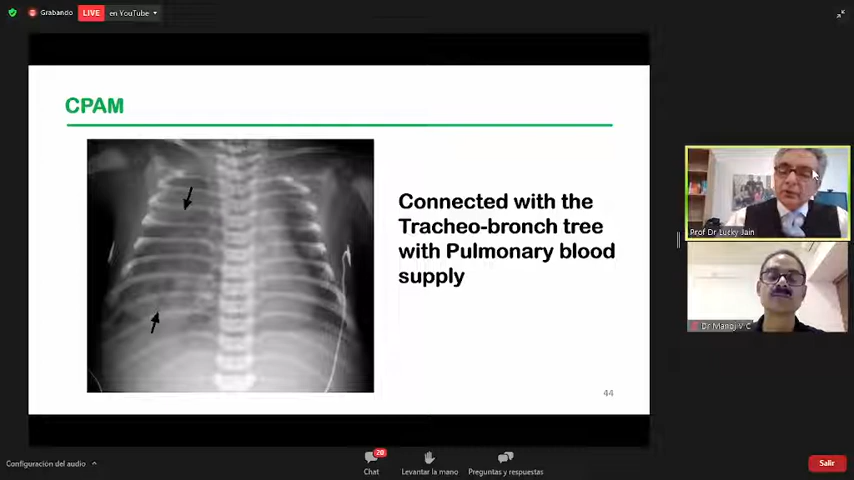 Grabando LIVE en YouTube
CPAM
Connected with the
Tracheo-bronch tree
with Pulmonary blood
supply
44
Prof Dr Lucky Jain
Dr Manoj V C
Configuración del audio
28
Chat
Levantar la mano
Preguntas y respuestas
Salir